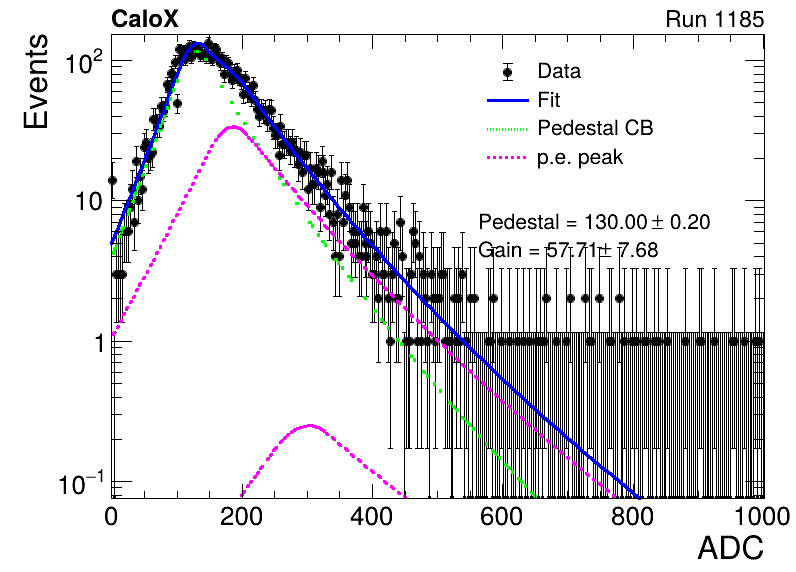 CaloX Run 1185
Events
Data
Fit
Pedestal CB
p.e. peak
Pedestal = 130.00 ± 0.20
Gain = 57.71 ± 7.68
10²
10
1
10⁻¹
0 200 400 600 800 1000
ADC